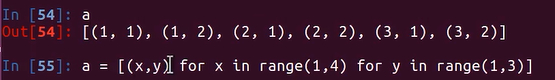 In [54]: a
Out[54]: [(1, 1), (1, 2), (2, 1), (2, 2), (3, 1), (3, 2)]
In [55]: a = [(x,y) for x in range(1,4) for y in range(1,3)]